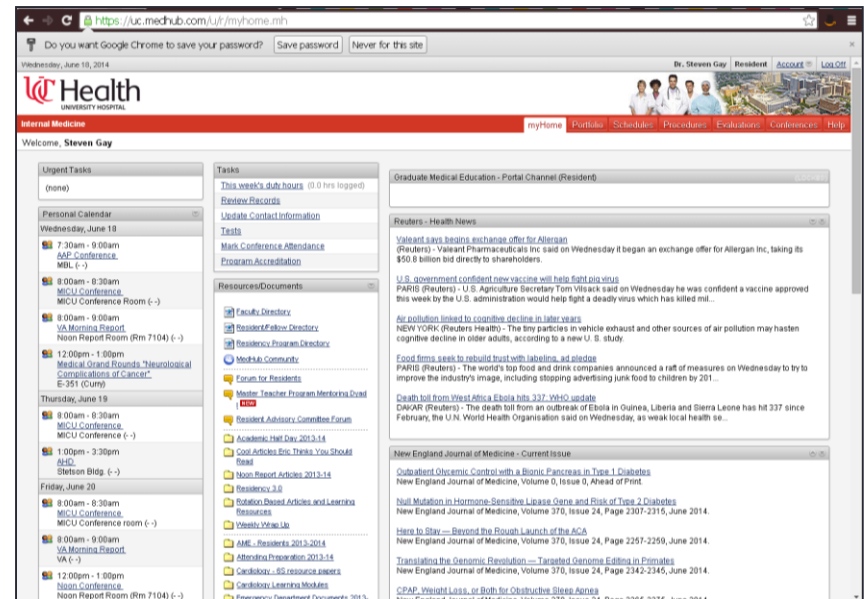 https://uc.medhub.com/u/r/myhome.mh
Do you want Google Chrome to save your password? Save password Never for this site
Wednesday, June 18, 2014 Dr. Steven Gay Resident Account Log Off
UC Health
UNIVERSITY HOSPITAL
Internal Medicine myHome Portfolio Schedules Procedures Evaluations Conferences Help
Welcome, Steven Gay
Urgent Tasks
(none)
Personal Calendar
Wednesday, June 18
7:30am - 9:00am
AAP Conference
MBL (- -)
8:00am - 8:30am
MICU Conference
MICU Conference Room (- -)
8:00am - 9:00am
VA Morning Report
Noon Report Room (Rm 7104) (- -)
12:00pm - 1:00pm
Medical Grand Rounds "Neurological
Complications of Cancer"
E-351 (Curry)
Thursday, June 19
8:00am - 8:30am
MICU Conference
MICU Conference (- -)
1:00pm - 3:30pm
AHD
Stetson Bldg. (- -)
Friday, June 20
8:00am - 8:30am
MICU Conference
MICU Conference room (- -)
8:00am - 9:00am
VA Morning Report
VA (- -)
12:00pm - 1:00pm
Noon Conference
Noon Report Room (Rm 7104) (- -)
Tasks
This week's duty hours (0.0 hrs logged)
Review Records
Update Contact Information
Tests
Mark Conference Attendance
Program Accreditation
Resources/Documents
Faculty Directory
Resident/Fellow Directory
Residency Program Directory
MedHub Community
Forum for Residents
Master Teacher Program Mentoring Dyad
NEW
Resident Advisory Committee Forum
Academic Half Day 2013-14
Cool Articles Eric Thinks You Should
Read
Noon Report Articles 2013-14
Residency 3.0
Rotation Based Articles and Learning
Resources
Weekly Wrap Up
AME - Residents 2013-2014
Attending Preparation 2013-14
Cardiology - 5S resource papers
Cardiology Learning Modules
Emergency Department Documents 2013-
Graduate Medical Education - Portal Channel (Resident)
Reuters - Health News
Valeant says begins exchange offer for Allergan
(Reuters) - Valeant Pharmaceuticals Inc said on Wednesday it began an exchange offer for Allergan Inc, taking its
$50.8 billion bid directly to shareholders.
U.S. government confident new vaccine will help fight pig virus
PARIS (Reuters) - U.S. Agriculture Secretary Tom Vilsack said on Wednesday he was confident a vaccine approved
this week by the U.S. administration would help fight a deadly virus which has killed mil...
Air pollution linked to cognitive decline in later years
NEW YORK (Reuters Health) - The tiny particles in vehicle exhaust and other sources of air pollution may hasten
cognitive decline in older adults, according to a new U. S. study.
Food firms seek to rebuild trust with labeling, ad pledge
PARIS (Reuters) - The world's top food and drink companies announced a raft of measures on Wednesday to try to
improve the industry's image, including stopping advertising junk food to children by 201...
Death toll from West Africa Ebola hits 337: WHO update
DAKAR (Reuters) - The death toll from an outbreak of Ebola in Guinea, Liberia and Sierra Leone has hit 337 since
February, the U.N. World Health Organisation said on Wednesday, as weak local health se...
New England Journal of Medicine - Current Issue
Outpatient Glycemic Control with a Bionic Pancreas in Type 1 Diabetes
New England Journal of Medicine, Volume 0, Issue 0, Ahead of Print.
Null Mutation in Hormone-Sensitive Lipase Gene and Risk of Type 2 Diabetes
New England Journal of Medicine, Volume 370, Issue 24, Page 2307-2315, June 2014.
Here to Stay — Beyond the Rough Launch of the ACA
New England Journal of Medicine, Volume 370, Issue 24, Page 2257-2259, June 2014.
Translating the Genomic Revolution — Targeted Genome Editing in Primates
New England Journal of Medicine, Volume 370, Issue 24, Page 2342-2345, June 2014.
CPAP, Weight Loss, or Both for Obstructive Sleep Apnea